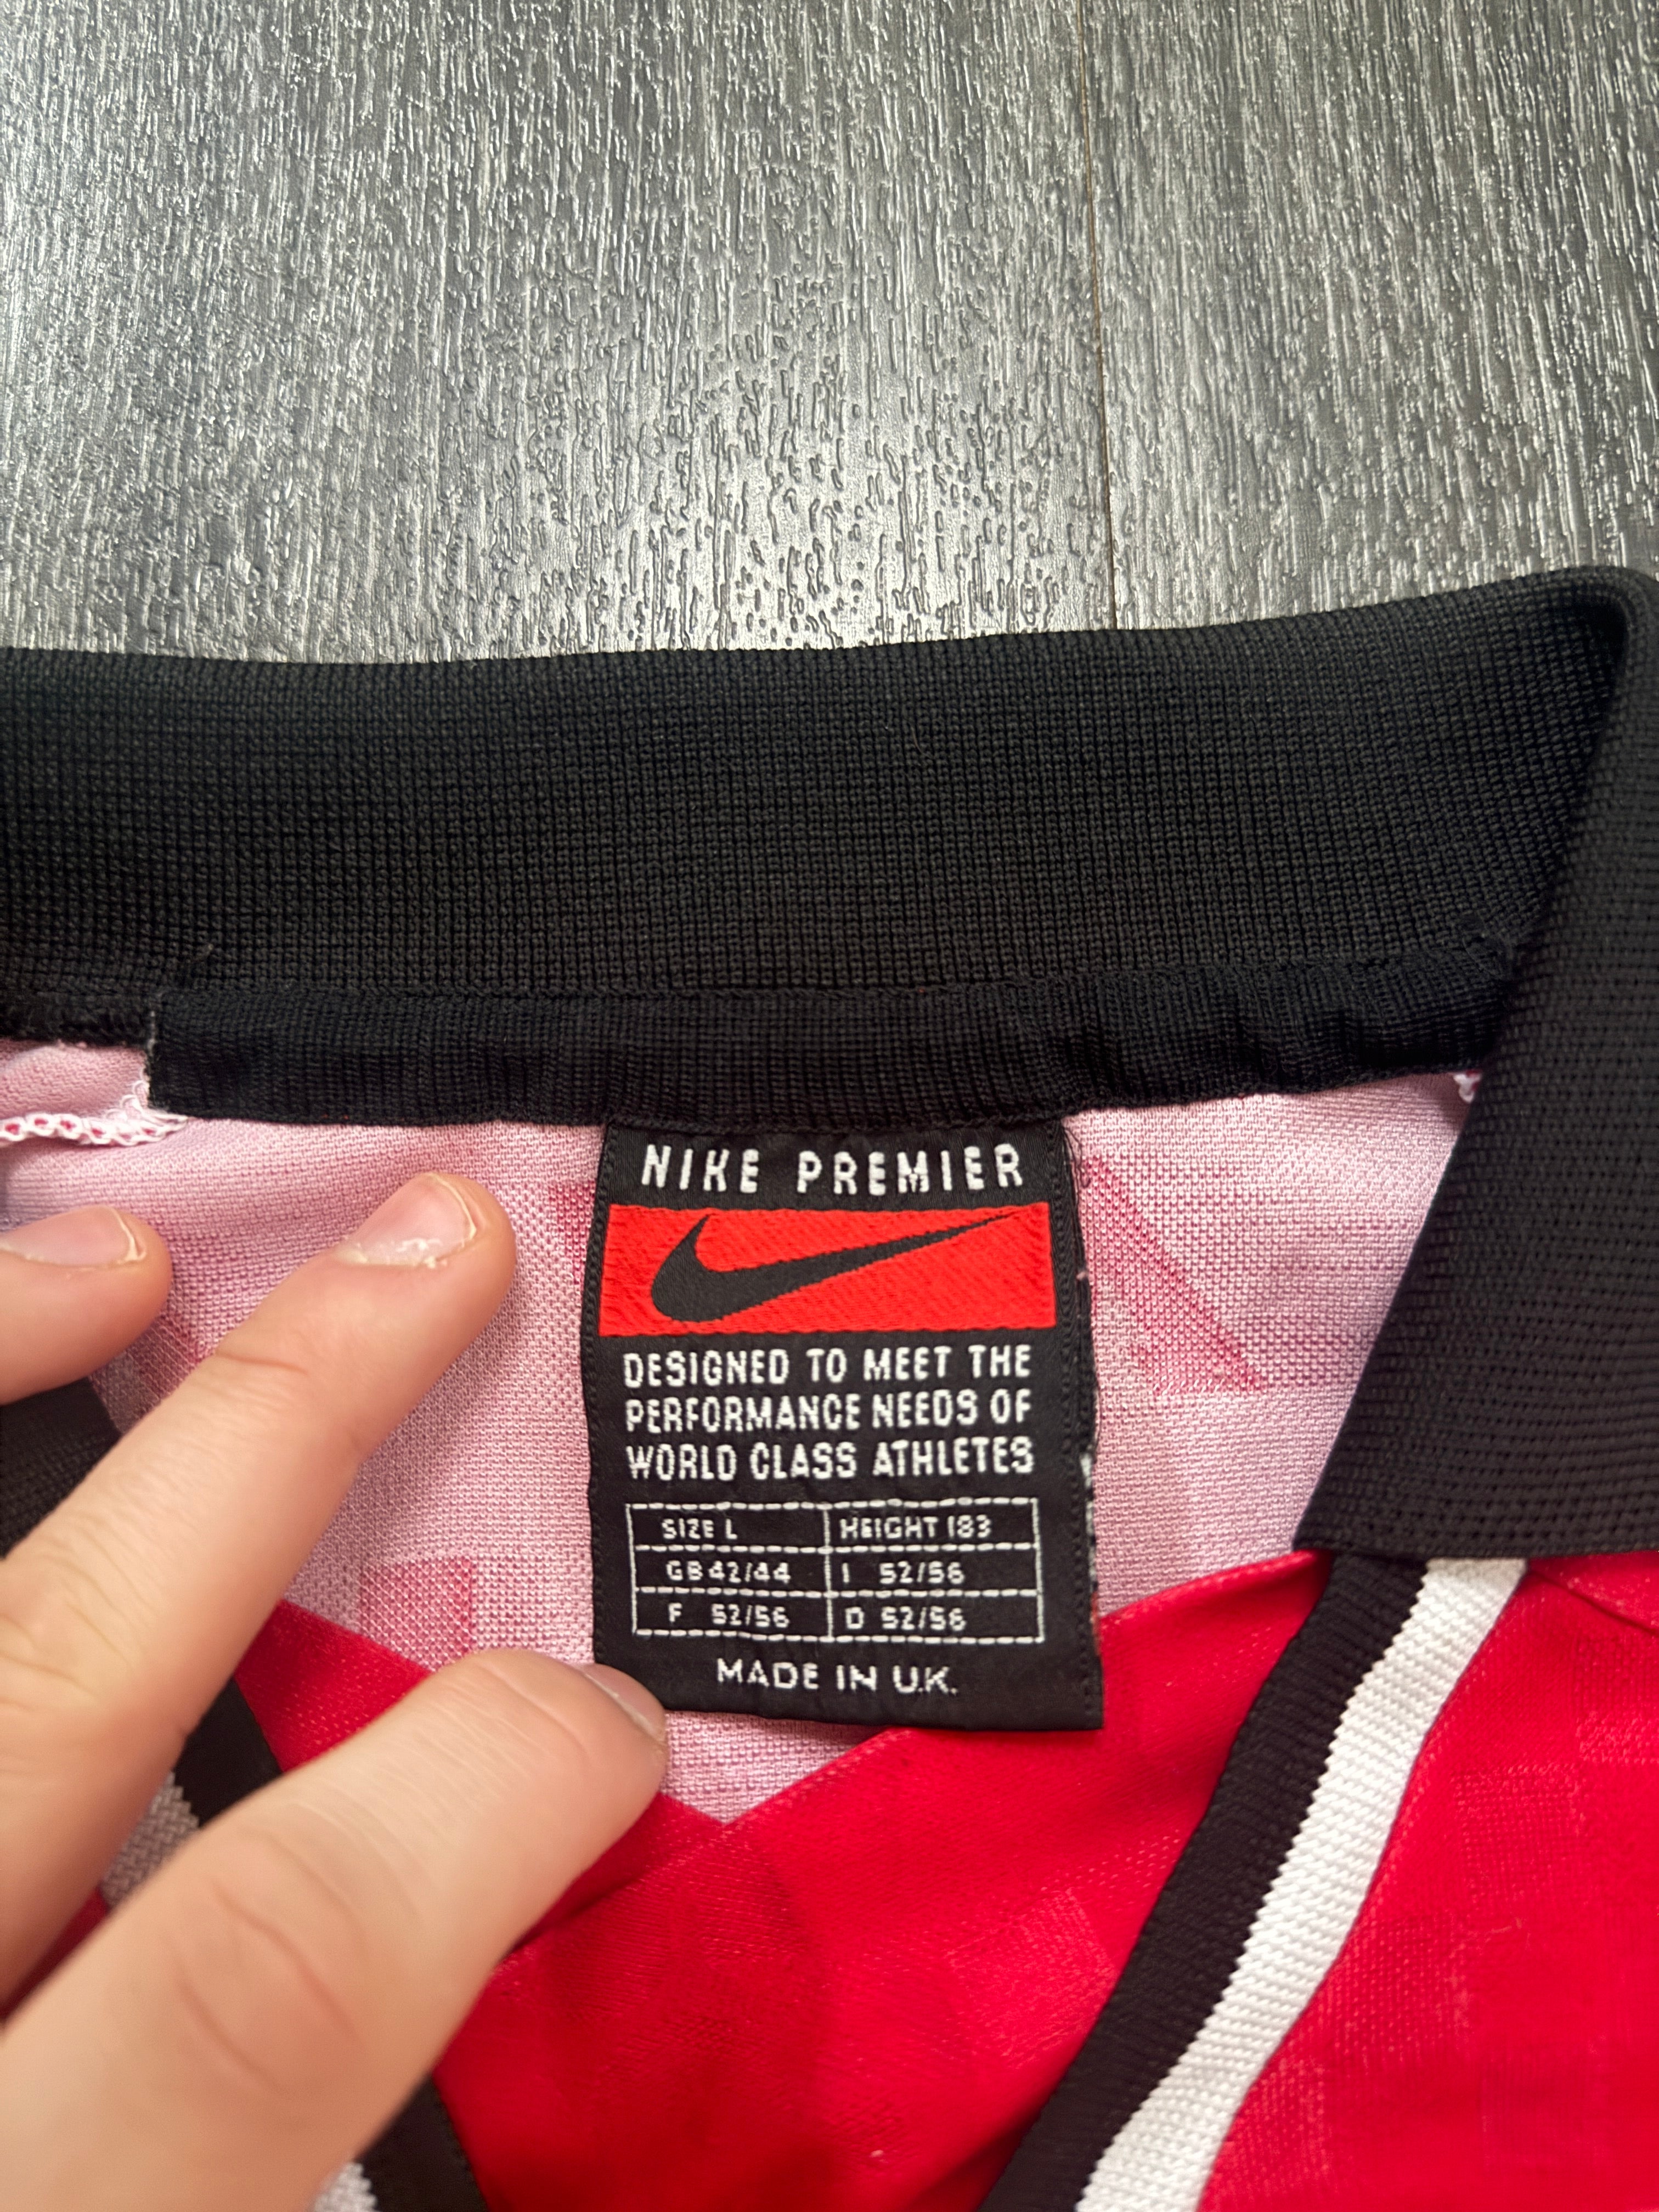 NIKE PREMIER
DESIGNED TO MEET THE
PERFORMANCE NEEDS OF
WORLD CLASS ATHLETES
SIZE L HEIGHT 183
GB 42/44 I 52/56
F 52/56 D 52/56
MADE IN U.K.